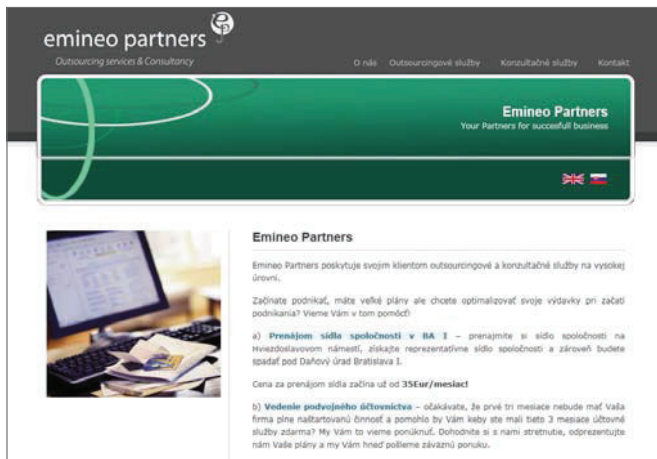 emineo partners
Outsourcing services & Consultancy
O nás Outsourcingové služby Konzultačné služby Kontakt
Emineo Partners
Your Partners for succesfull business
Emineo Partners
Emineo Partners poskytuje svojim klientom outsourcingové a konzultačné služby na vysokej
úrovni.
Začínate podnikať, máte veľké plány ale chcete optimalizovať svoje výdavky pri začatí
podnikania? Vieme Vám v tom pomôcť!
a) Prenájom sídla spoločnosti v BA I – prenajmite si sídlo spoločnosti na
Hviezdoslavovom námestí, získajte reprezentatívne sídlo spoločnosti a zároveň budete
spadať pod Daňový úrad Bratislava I.
Cena za prenájom sídla začína už od 35Eur/mesiac!
b) Vedenie podvojného účtovníctva – očakávate, že prvé tri mesiace nebude mať Vaša
firma plne naštartovanú činnosť a pomohlo by Vám keby ste mali tieto 3 mesiace účtovné
služby zdarma? My Vám to vieme ponúknuť. Dohodnite si s nami stretnutie, odprezentujte
nám Vaše plány a my Vám hneď pošleme záväznú ponuku.